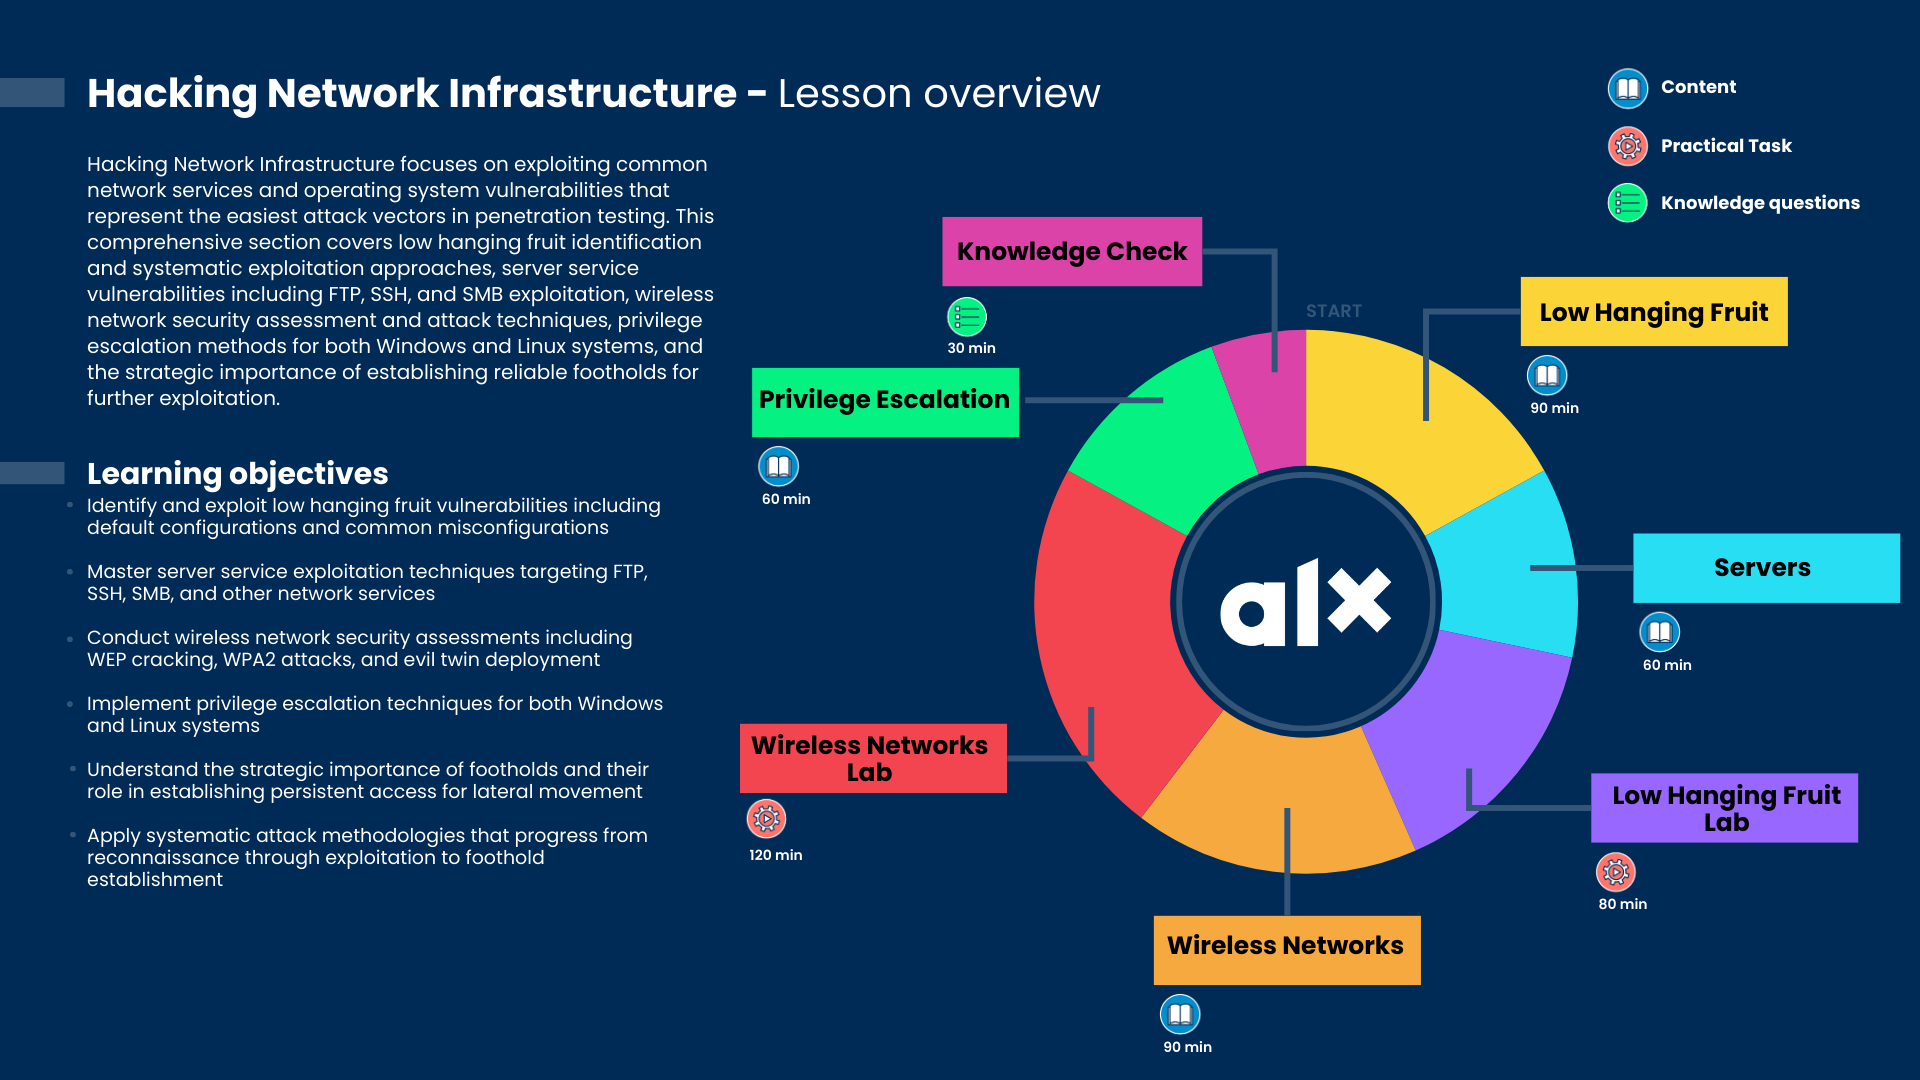 Hacking Network Infrastructure - Lesson overview
Hacking Network Infrastructure focuses on exploiting common
network services and operating system vulnerabilities that
represent the easiest attack vectors in penetration testing. This
comprehensive section covers low hanging fruit identification
and systematic exploitation approaches, server service
vulnerabilities including FTP, SSH, and SMB exploitation, wireless
network security assessment and attack techniques, privilege
escalation methods for both Windows and Linux systems, and
the strategic importance of establishing reliable footholds for
further exploitation.
Learning objectives
Identify and exploit low hanging fruit vulnerabilities including
default configurations and common misconfigurations
Master server service exploitation techniques targeting FTP,
SSH, SMB, and other network services
Conduct wireless network security assessments including
WEP cracking, WPA2 attacks, and evil twin deployment
Implement privilege escalation techniques for both Windows
and Linux systems
Understand the strategic importance of footholds and their
role in establishing persistent access for lateral movement
Apply systematic attack methodologies that progress from
reconnaissance through exploitation to foothold
establishment
Content
Practical Task
Knowledge questions
START
Low Hanging Fruit
90 min
Servers
60 min
Low Hanging Fruit
Lab
80 min
Wireless Networks
90 min
Wireless Networks
Lab
120 min
Privilege Escalation
60 min
Knowledge Check
30 min
alx